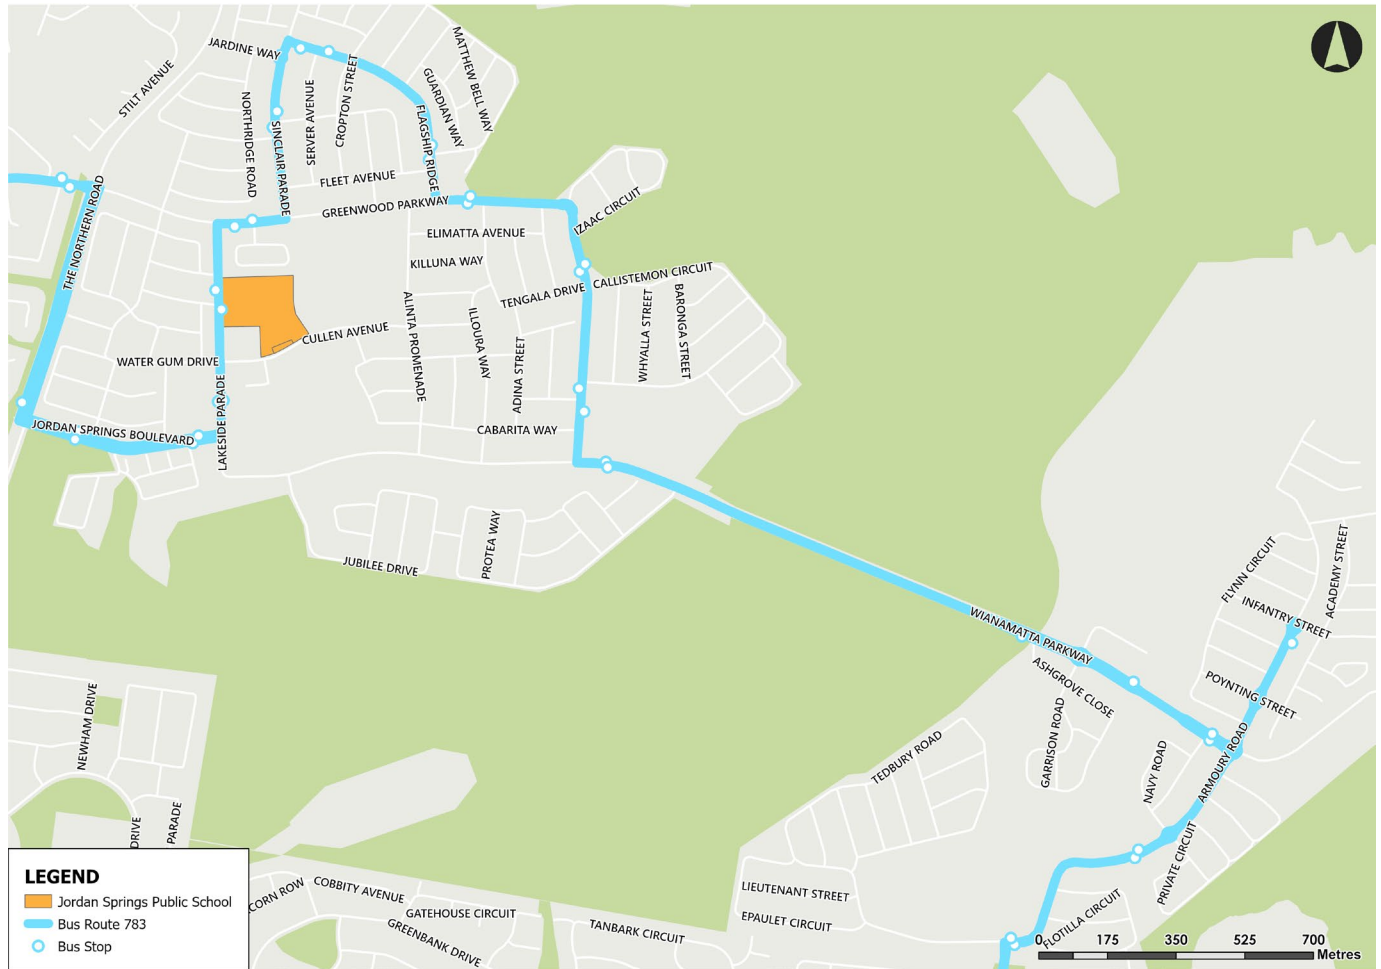 JARDINE WAY
STILT AVENUE
NORTHRIDGE ROAD
SINCLAIR PARADE
SERVER AVENUE
CROPTON STREET
FLAGSHIP RIDGE
GUARDIAN WAY
MATTHEW BELL WAY
FLEET AVENUE
GREENWOOD PARKWAY
THE NORTHERN ROAD
IZAAC CIRCUIT
ELIMATTA AVENUE
KILLUNA WAY
TENGALA DRIVE
CALLISTEMON CIRCUIT
ALINTA PROMENADE
ILLOURA WAY
ADINA STREET
WHYALLA STREET
BARONGA STREET
CULLEN AVENUE
WATER GUM DRIVE
LAKESIDE PARADE
JORDAN SPRINGS BOULEVARD
CABARITA WAY
PROTEA WAY
JUBILEE DRIVE
WIANAMATTA PARKWAY
FLYNN CIRCUIT
ACADEMY STREET
INFANTRY STREET
POYNTING STREET
ASHGROVE CLOSE
GARRISON ROAD
NAVY ROAD
ARMOURY ROAD
PRIVATE CIRCUIT
TEDBURY ROAD
NEWHAM DRIVE
DRIVE
PARADE
LIEUTENANT STREET
EPAULET CIRCUIT
FLOTILLA CIRCUIT
CORN ROW
COBBITY AVENUE
GATEHOUSE CIRCUIT
GREENBANK DRIVE
TANBARK CIRCUIT
LEGEND
Jordan Springs Public School
Bus Route 783
Bus Stop
0 175 350 525 700
Metres